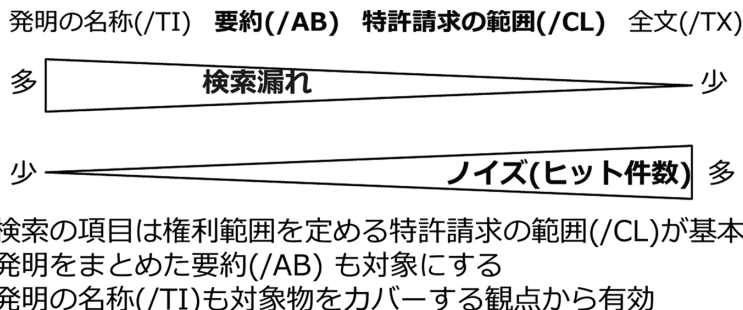 発明の名称(/TI) 要約(/AB) 特許請求の範囲(/CL) 全文(/TX)
多 検索漏れ 少
少 ノイズ(ヒット件数) 多
検索の項目は権利範囲を定める特許請求の範囲(/CL)が基本
発明をまとめた要約(/AB) も対象にする
発明の名称(/TI)も対象物をカバーする観点から有効